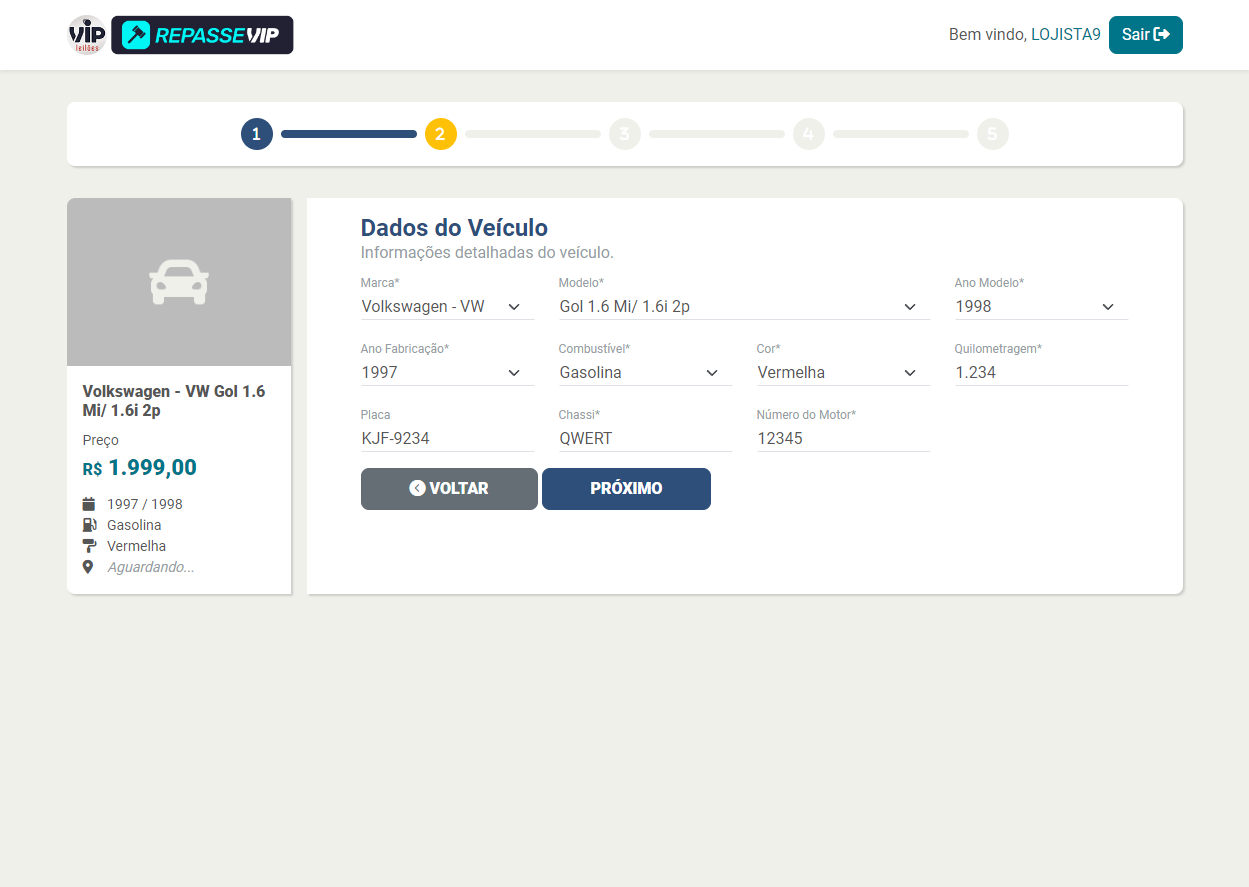 VIP
leilões
REPASSEVIP
Bem vindo, LOJISTA9
Sair
1
2
3
4
5
Volkswagen - VW Gol 1.6
Mi/ 1.6i 2p
Preço
R$ 1.999,00
1997 / 1998
Gasolina
Vermelha
Aguardando...
Dados do Veículo
Informações detalhadas do veículo.
Marca*
Modelo*
Ano Modelo*
Volkswagen - VW
Gol 1.6 Mi/ 1.6i 2p
1998
Ano Fabricação*
Combustível*
Cor*
Quilometragem*
1997
Gasolina
Vermelha
1.234
Placa
Chassi*
Número do Motor*
KJF-9234
QWERT
12345
VOLTAR
PRÓXIMO